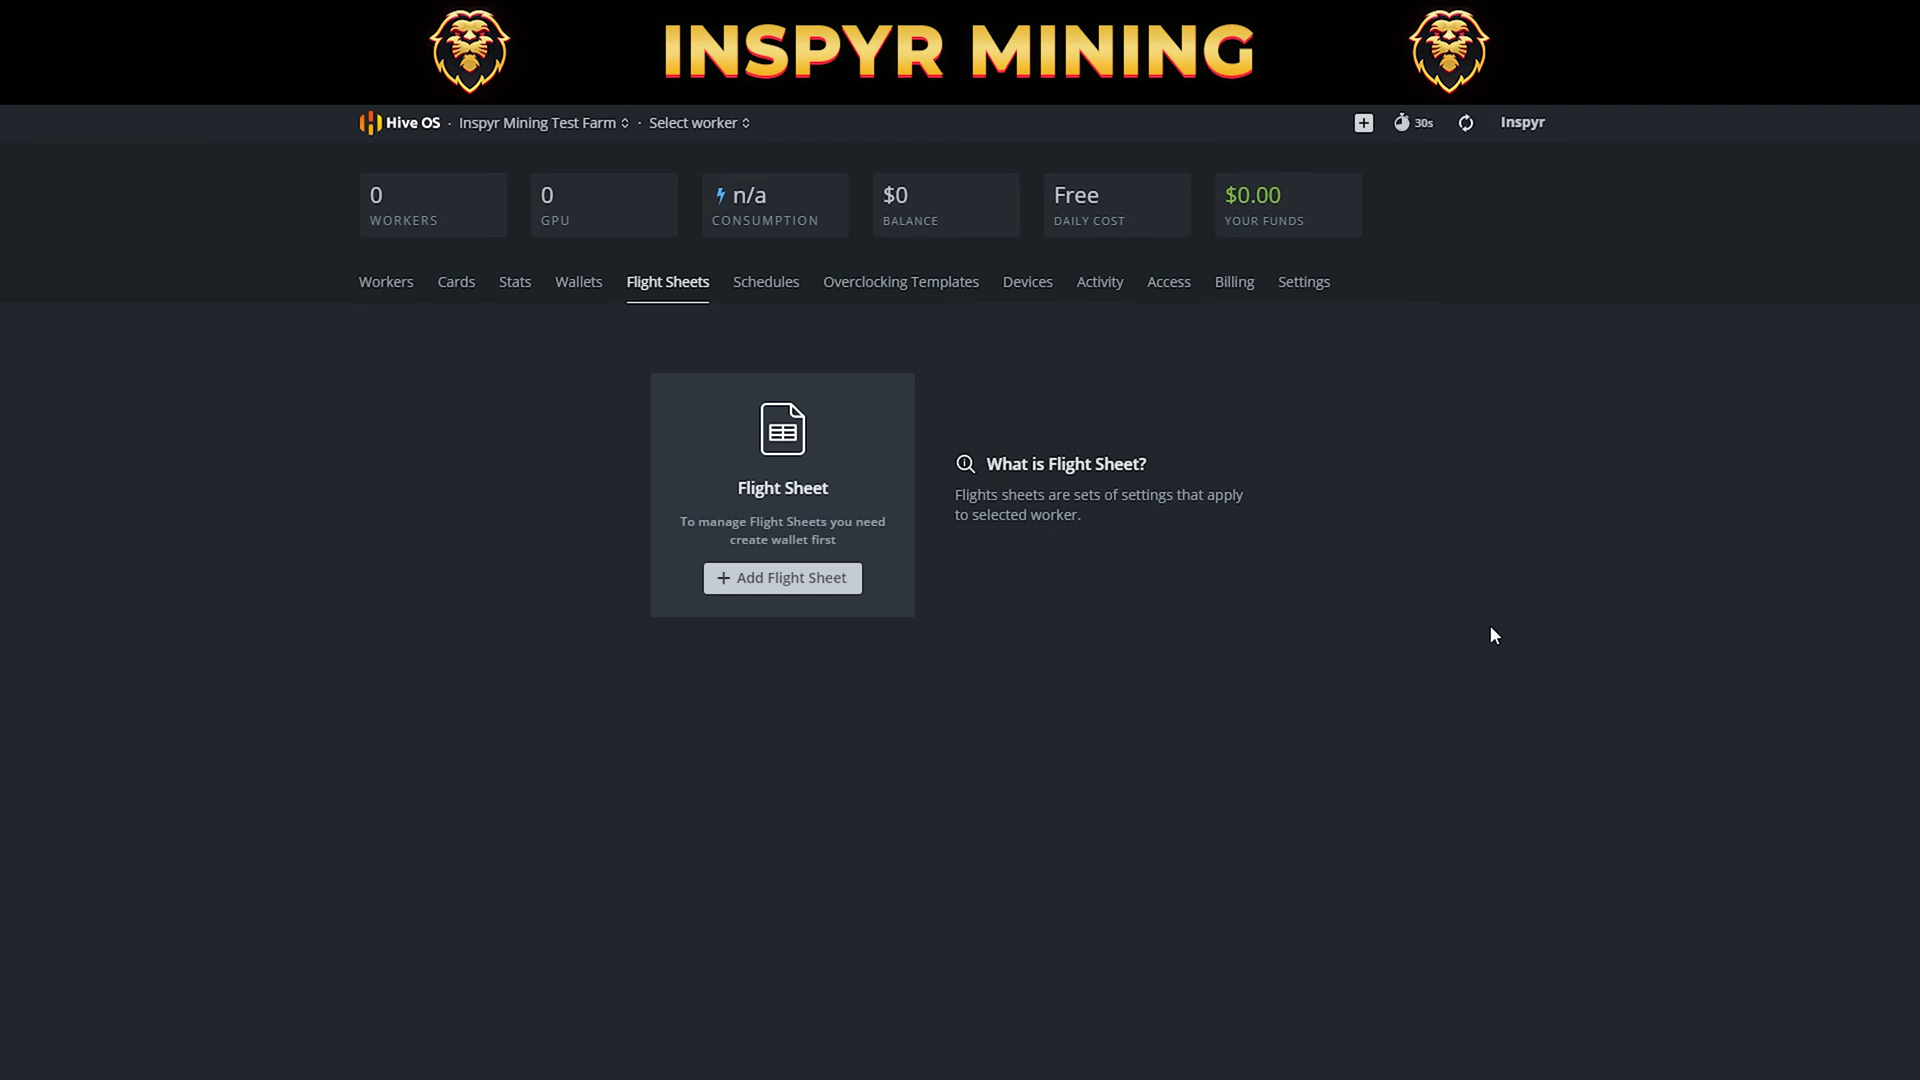 INSPYR MINING
Hive OS · Inspyr Mining Test Farm · Select worker
30s
Inspyr
0
WORKERS
0
GPU
n/a
CONSUMPTION
$0
BALANCE
Free
DAILY COST
$0.00
YOUR FUNDS
Workers Cards Stats Wallets Flight Sheets Schedules Overclocking Templates Devices Activity Access Billing Settings
Flight Sheet
To manage Flight Sheets you need
create wallet first
+ Add Flight Sheet
What is Flight Sheet?
Flights sheets are sets of settings that apply
to selected worker.